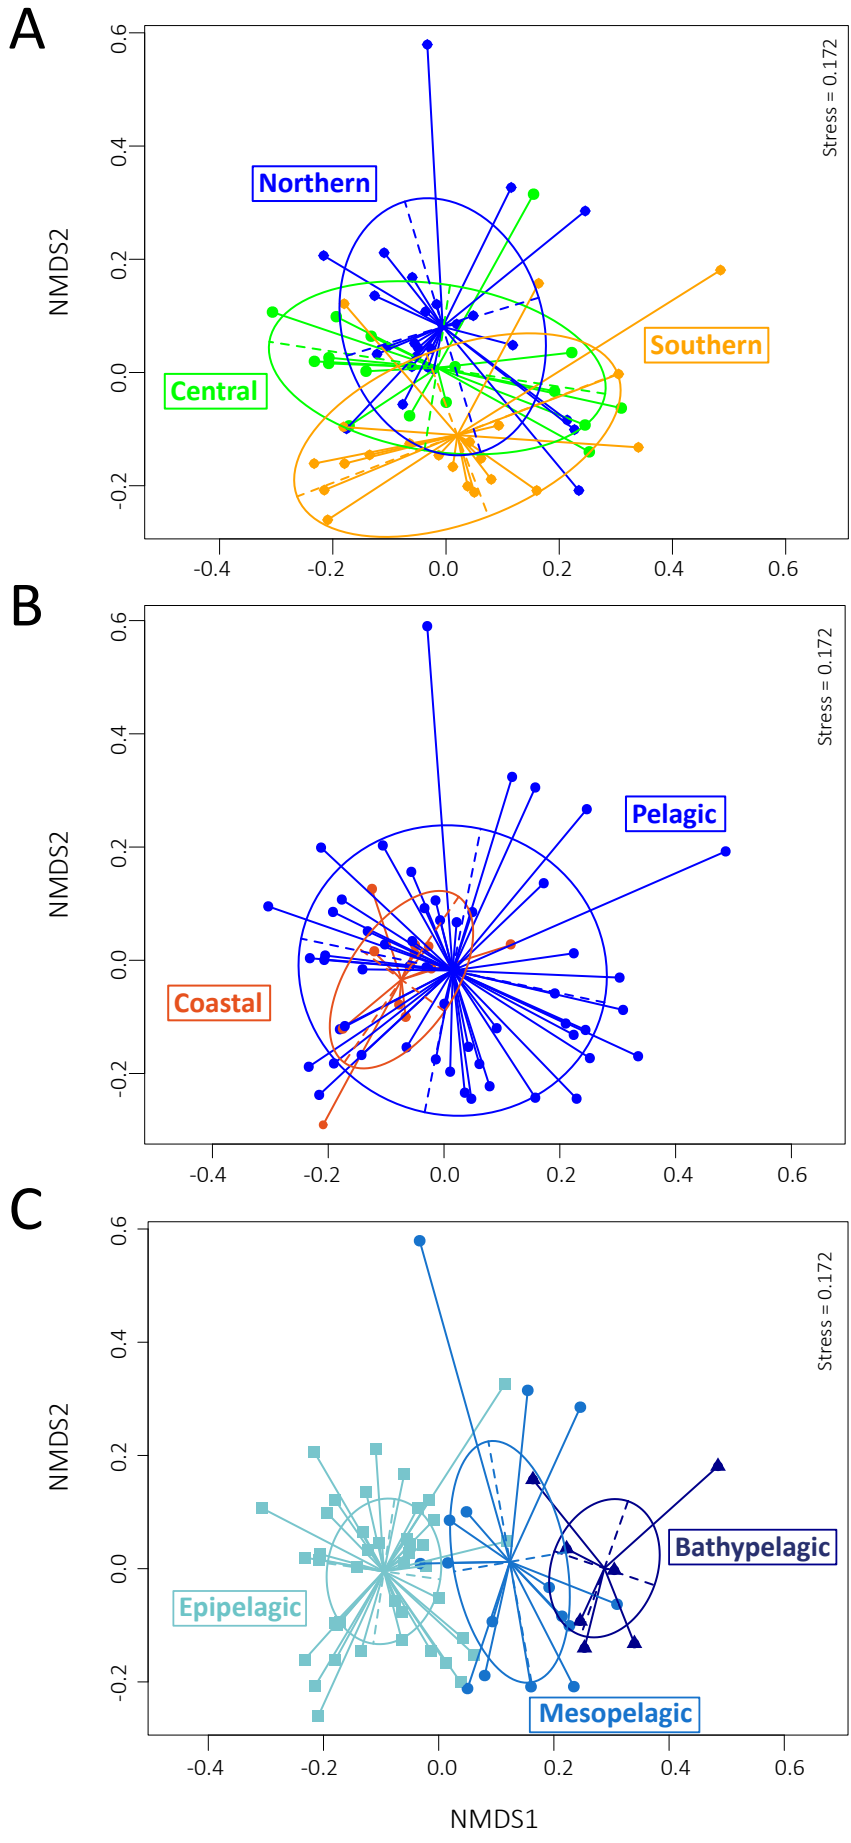 A
0.6
0.4
0.2
0.0
-0.2
NMDS2
Stress = 0.172
Northern
Southern
Central
-0.4
-0.2
0.0
0.2
0.4
0.6
B
0.6
0.4
0.2
0.0
-0.2
NMDS2
Stress = 0.172
Pelagic
Coastal
-0.4
-0.2
0.0
0.2
0.4
0.6
C
0.6
0.4
0.2
0.0
-0.2
NMDS2
Stress = 0.172
Bathypelagic
Epipelagic
Mesopelagic
-0.4
-0.2
0.0
0.2
0.4
0.6
NMDS1